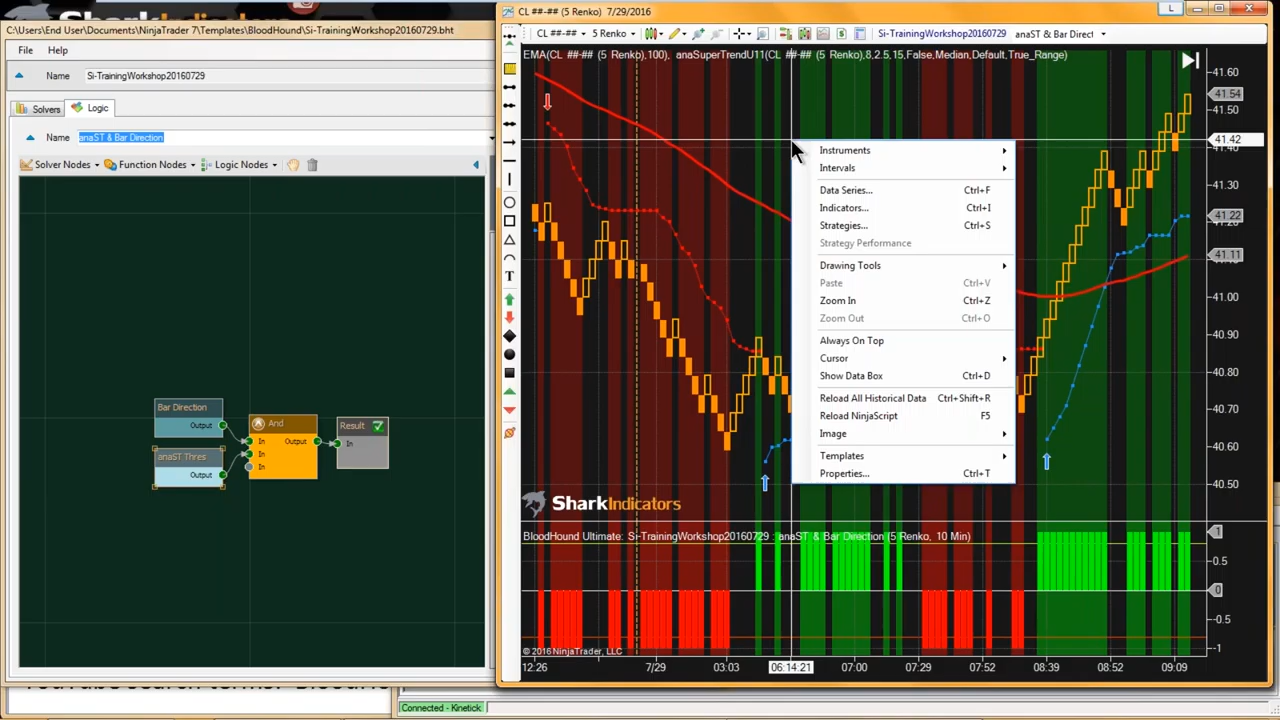 C:\Users\End User\Documents\NinjaTrader 7\Templates\BloodHound\Si-TrainingWorkshop20160729.bht
File Help
Name Si-TrainingWorkshop20160729
Solvers Logic
Name anaST & Bar Direction
Solver Nodes Function Nodes Logic Nodes
Bar Direction
Output
anaST Thres
Output
And
In Output
In
In
Result
In
CL ##-## (5 Renko) 7/29/2016
L
CL ##-## 5 Renko Si-TrainingWorkshop20160729 anaST & Bar Direct
EMA(CL ##-## (5 Renko),100), anaSuperTrendU11(CL ##-## (5 Renko),8,2.5,15,False,Median,Default,True_Range)
T
Instruments
Intervals
Data Series... Ctrl+F
Indicators... Ctrl+I
Strategies... Ctrl+S
Strategy Performance
Drawing Tools
Paste Ctrl+V
Zoom In Ctrl+Z
Zoom Out Ctrl+O
Always On Top
Cursor
Show Data Box Ctrl+D
Reload All Historical Data Ctrl+Shift+R
Reload NinjaScript F5
Image
Templates
Properties... Ctrl+T
41.60
41.54
41.42
41.40
41.30
41.22
41.11
41.00
40.90
40.80
40.70
40.60
40.50
SharkIndicators
BloodHound Ultimate: Si-TrainingWorkshop20160729 : anaST & Bar Direction (5 Renko, 10 Min)
1
0.5
0
-0.5
-1
© 2016 NinjaTrader, LLC
12:26 7/29 03:03 06:14:21 07:00 07:29 07:52 08:39 08:52 09:09
Connected - Kinetick